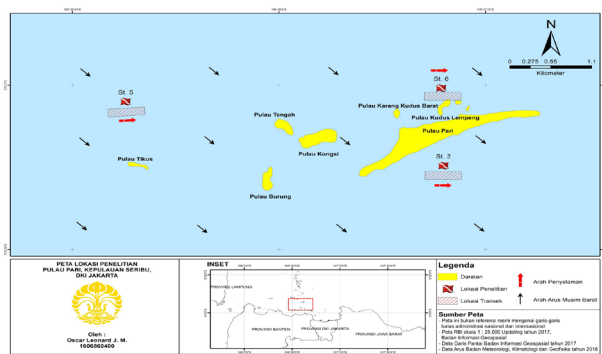 N
0 0.275 0.55 1.1
Kilometer
St. 5
St. 6
Pulau Karang Kudus Barat
Pulau Tengah
Pulau Kudus Lempeng
Pulau Pari
Pulau Kongsi
Pulau Tikus
St. 3
Pulau Burung
PETA LOKASI PENELITIAN
PULAU PARI, KEPULAUAN SERIBU,
DKI JAKARTA
Oleh :
Oscar Leonard J. M.
1606860400
INSET
PROVINSI LAMPUNG
PROVINSI BANTEN
PROVINSI DKI JAKARTA
PROVINSI JAWA BARAT
Legenda
Daratan
Arah Penyelaman
Lokasi Penelitian
Lokasi Transek
Arah Arus Musim Barat
Sumber Peta
- Peta ini bukan referensi resmi mengenai garis-garis
batas administrasi nasional dan internasional
- Peta RBI skala 1 : 25.000 Updating tahun 2017,
Badan Informasi Geospasial
- Data Garis Pantai Badan Informasi Geospasial tahun 2017
- Data Arus Badan Meteorologi, Klimatologi dan Geofisika tahun 2018